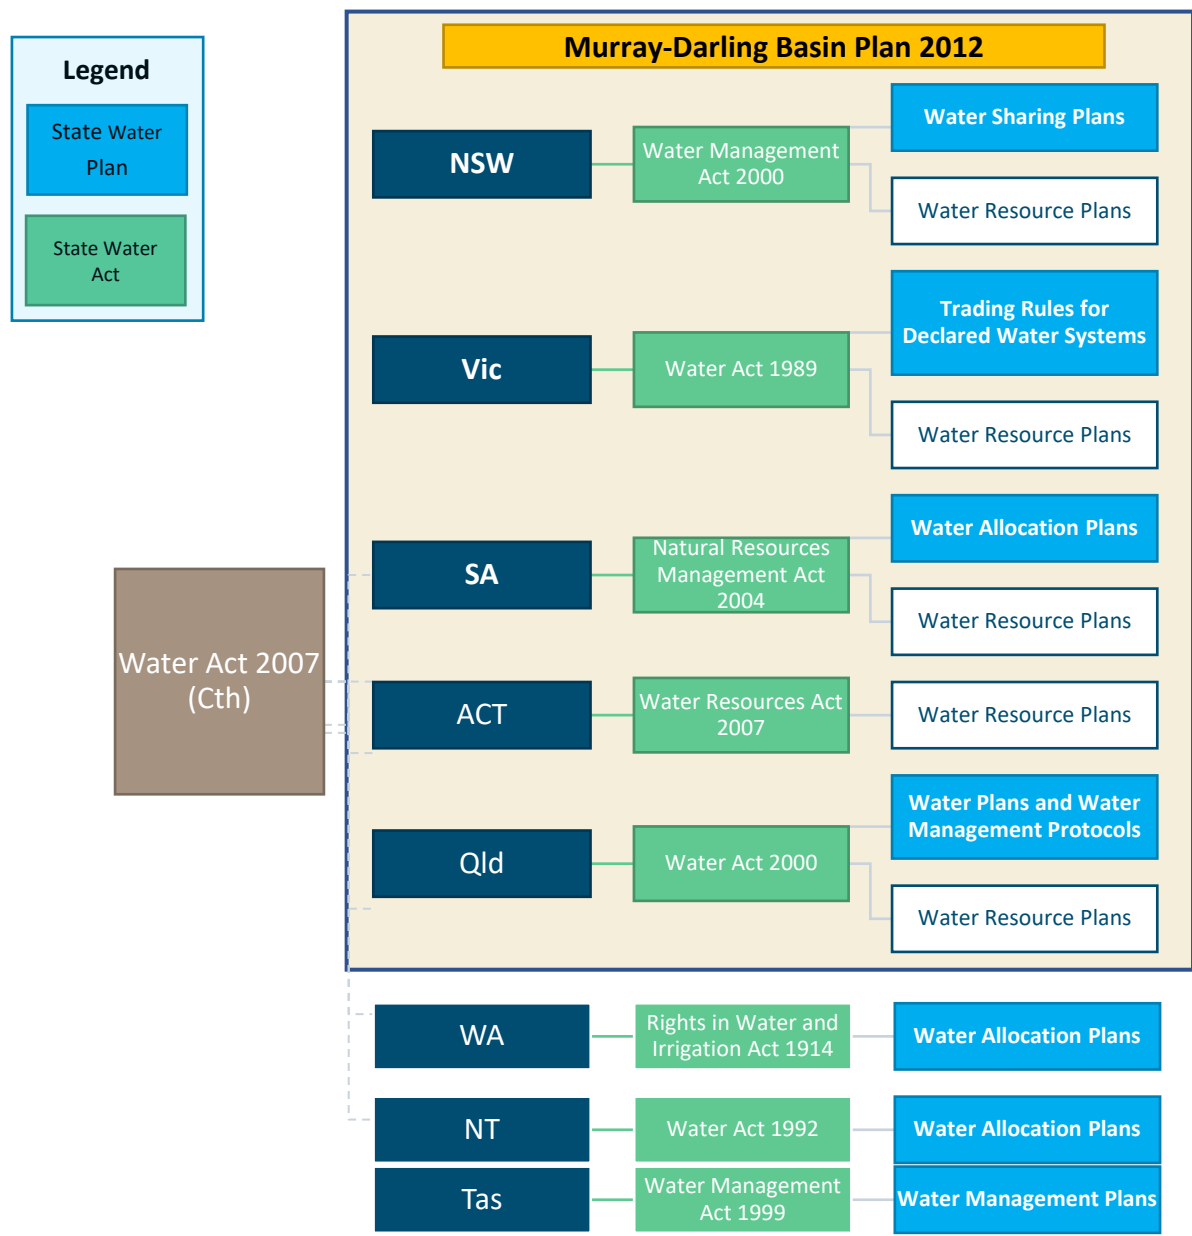 Legend
State Water
Plan
State Water
Act
Murray-Darling Basin Plan 2012
Water Act 2007
(Cth)
NSW
Water Management
Act 2000
Water Sharing Plans
Water Resource Plans
Vic
Water Act 1989
Trading Rules for
Declared Water Systems
Water Resource Plans
SA
Natural Resources
Management Act
2004
Water Allocation Plans
Water Resource Plans
ACT
Water Resources Act
2007
Water Resource Plans
Qld
Water Act 2000
Water Plans and Water
Management Protocols
Water Resource Plans
WA
Rights in Water and
Irrigation Act 1914
Water Allocation Plans
NT
Water Act 1992
Water Allocation Plans
Tas
Water Management
Act 1999
Water Management Plans